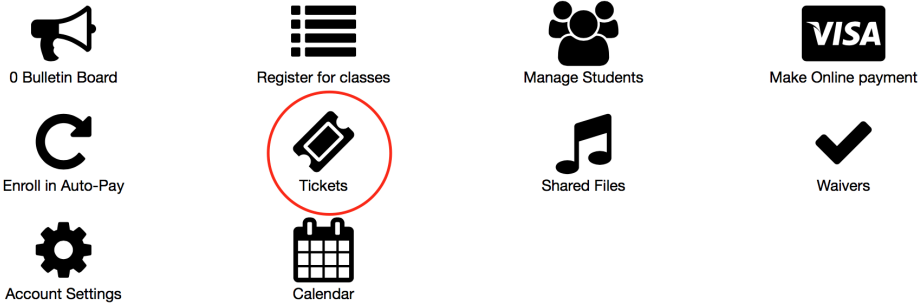 VISA
0 Bulletin Board
Register for classes
Manage Students
Make Online payment
Enroll in Auto-Pay
Tickets
Shared Files
Waivers
Account Settings
Calendar